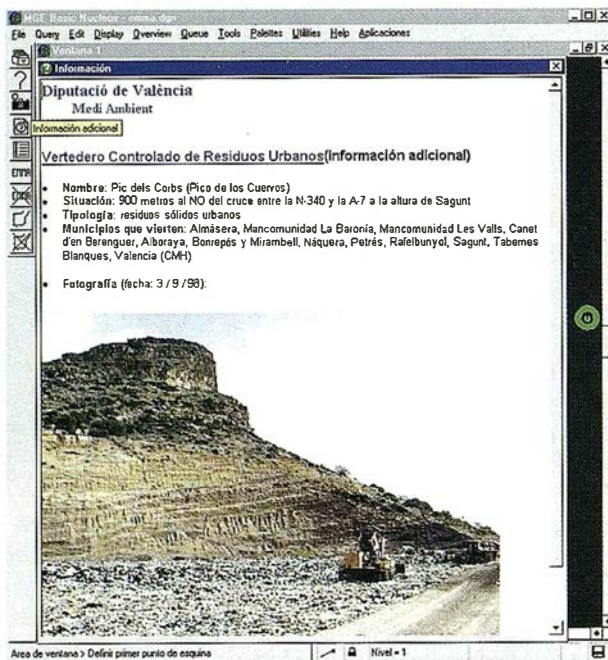 MGE Basic Nucleus - emma.dgn
File Query Edit Display Overview Queue Tools Palettes Utilities Help Aplicaciones
Ventana 1
Información
Diputació de València
Medi Ambient
Información adicional
Vertedero Controlado de Residuos Urbanos(Información adicional)
• Nombre: Pic dels Corbs (Pico de los Cuervos)
• Situación: 900 metros al NO del cruce entre la N-340 y la A-7 a la altura de Sagunt
• Tipología: residuos sólidos urbanos
• Municipios que vierten: Almásera, Mancomunidad La Baronía, Mancomunidad Les Valls, Canet
d'en Berenguer, Alboraya, Bonrepós y Mirambell, Náquera, Petrés, Rafelbunyol, Sagunt, Tabernes
Blanques, Valencia (CMH)
• Fotografía (fecha: 3 / 9 / 98):
Area de ventana > Definir primer punto de esquina
Nivel = 1